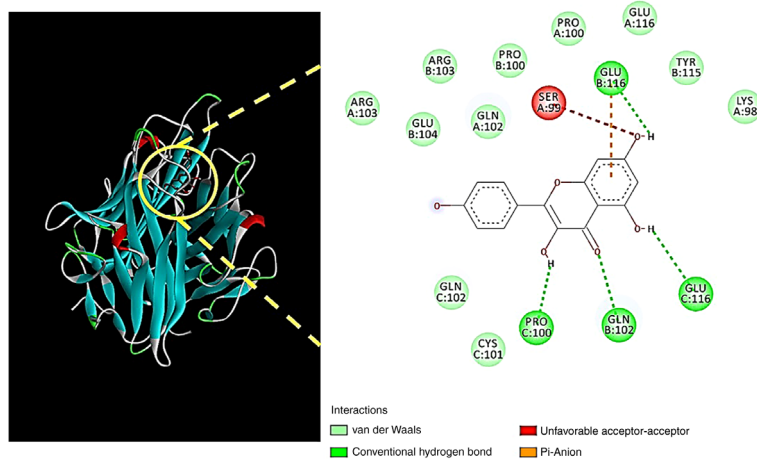 GLU
A:116
PRO
A:100
PRO
B:100
ARG
B:103
TYR
B:115
GLU
B:116
SER
A:99
LYS
A:98
ARG
A:103
GLN
A:102
GLU
B:104
O H
O
O
O H
O
O
H
GLN
C:102
GLU
C:116
PRO
C:100
GLN
B:102
CYS
C:101
Interactions
van der Waals
Conventional hydrogen bond
Unfavorable acceptor-acceptor
Pi-Anion